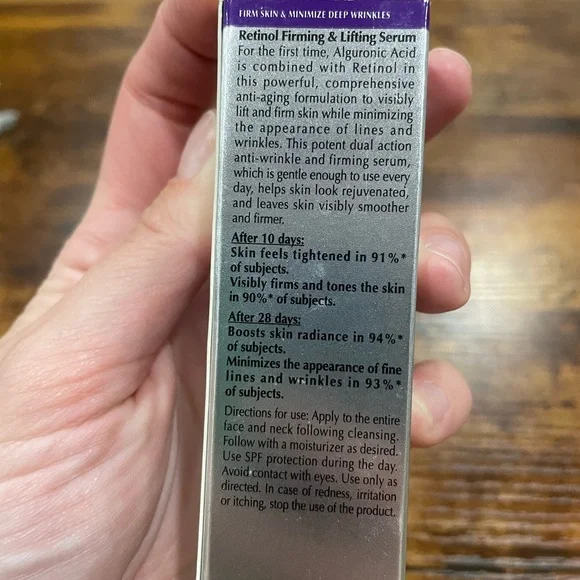 FIRM SKIN & MINIMIZE DEEP WRINKLES
Retinol Firming & Lifting Serum
For the first time, Alguronic Acid
is combined with Retinol in
this powerful, comprehensive
anti-aging formulation to visibly
lift and firm skin while minimizing
the appearance of lines and
wrinkles. This potent dual action
anti-wrinkle and firming serum,
which is gentle enough to use every
day, helps skin look rejuvenated,
and leaves skin visibly smoother
and firmer.
After 10 days:
Skin feels tightened in 91%*
of subjects.
Visibly firms and tones the skin
in 90%* of subjects.
After 28 days:
Boosts skin radiance in 94%*
of subjects.
Minimizes the appearance of fine
lines and wrinkles in 93%*
of subjects.
Directions for use: Apply to the entire
face and neck following cleansing.
Follow with a moisturizer as desired.
Use SPF protection during the day.
Avoid contact with eyes. Use only as
directed. In case of redness, irritation
or itching, stop the use of the product.